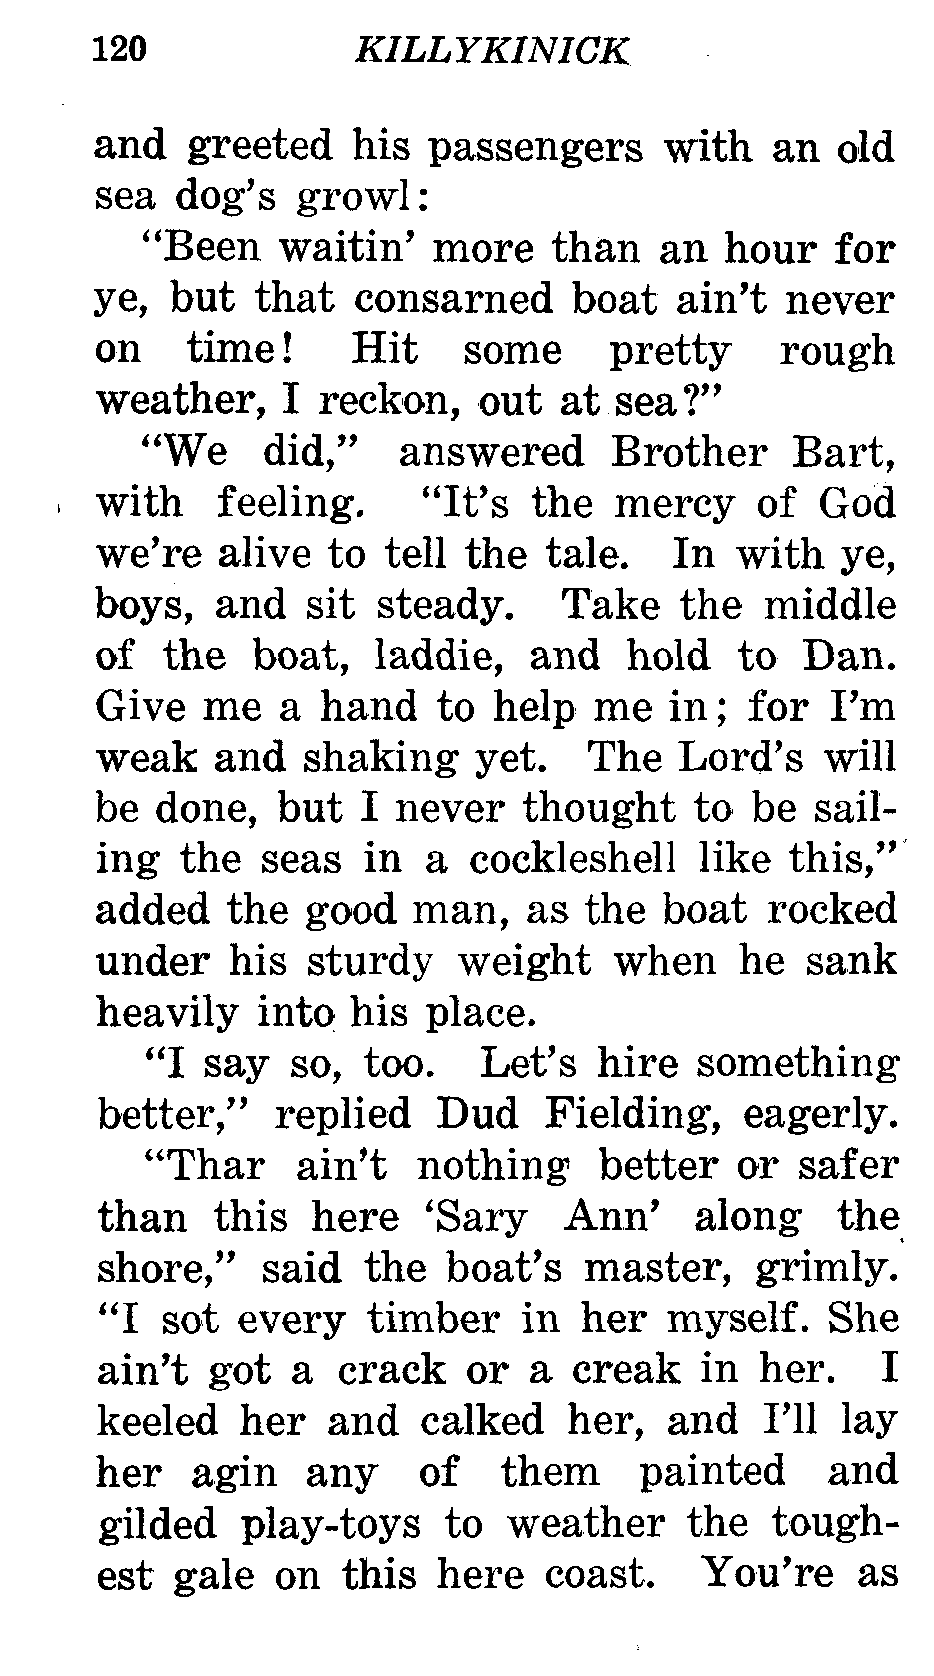 120 KILLYKINICK
and greeted his passengers with an old
sea dog's growl:
"Been waitin' more than an hour for
ye, but that consarned boat ain't never
on time! Hit some pretty rough
weather, I reckon, out at sea?"
"We did," answered Brother Bart,
with feeling. "It's the mercy of God
we're alive to tell the tale. In with ye,
boys, and sit steady. Take the middle
of the boat, laddie, and hold to Dan.
Give me a hand to help me in; for I'm
weak and shaking yet. The Lord's will
be done, but I never thought to be sail-
ing the seas in a cockleshell like this,"
added the good man, as the boat rocked
under his sturdy weight when he sank
heavily into his place.
"I say so, too. Let's hire something
better," replied Dud Fielding, eagerly.
"Thar ain't nothing better or safer
than this here 'Sary Ann' along the
shore," said the boat's master, grimly.
"I sot every timber in her myself. She
ain't got a crack or a creak in her. I
keeled her and calked her, and I'll lay
her agin any of them painted and
gilded play-toys to weather the tough-
est gale on this here coast. You're as